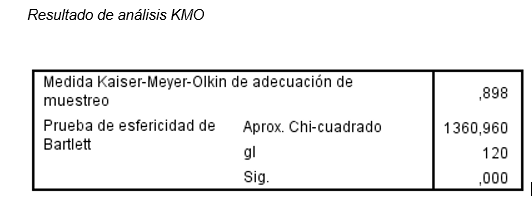 Resultado de análisis KMO
Medida Kaiser-Meyer-Olkin de adecuación de
muestreo
,898
Prueba de esfericidad de
Bartlett
Aprox. Chi-cuadrado
1360,960
gl
120
Sig.
,000